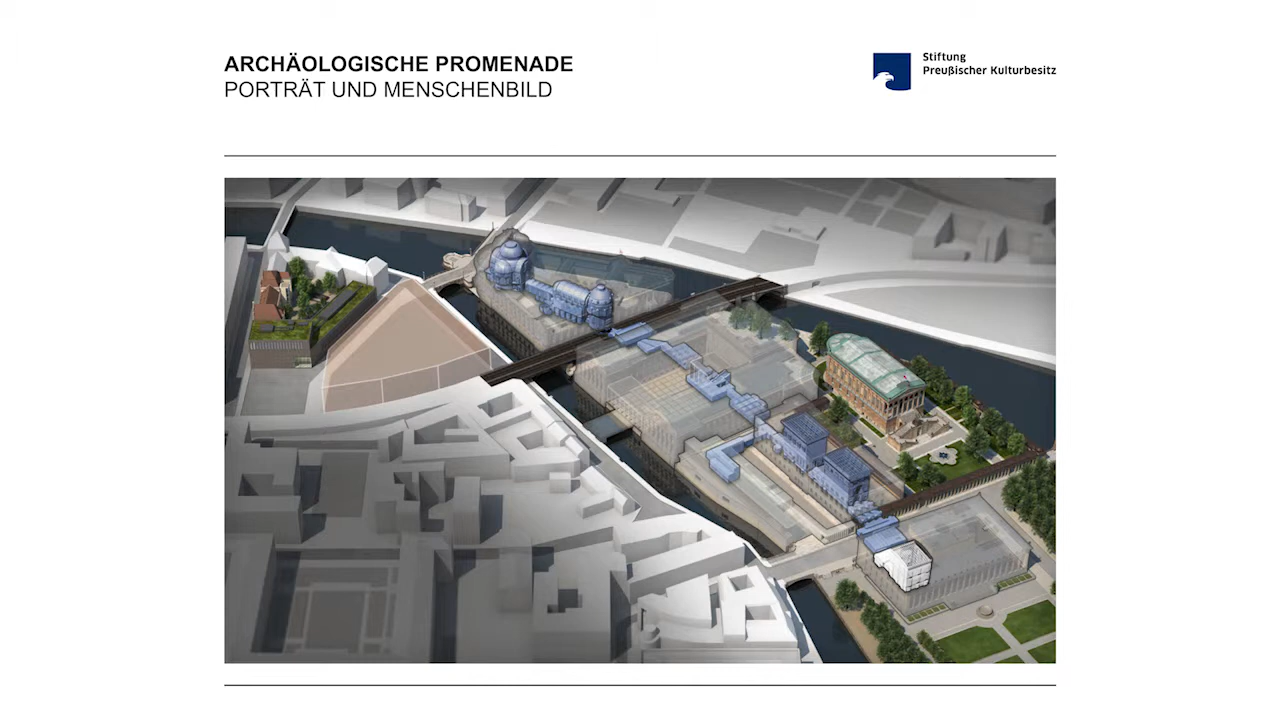 ARCHÄOLOGISCHE PROMENADE
PORTRÄT UND MENSCHENBILD
Stiftung
Preußischer Kulturbesitz